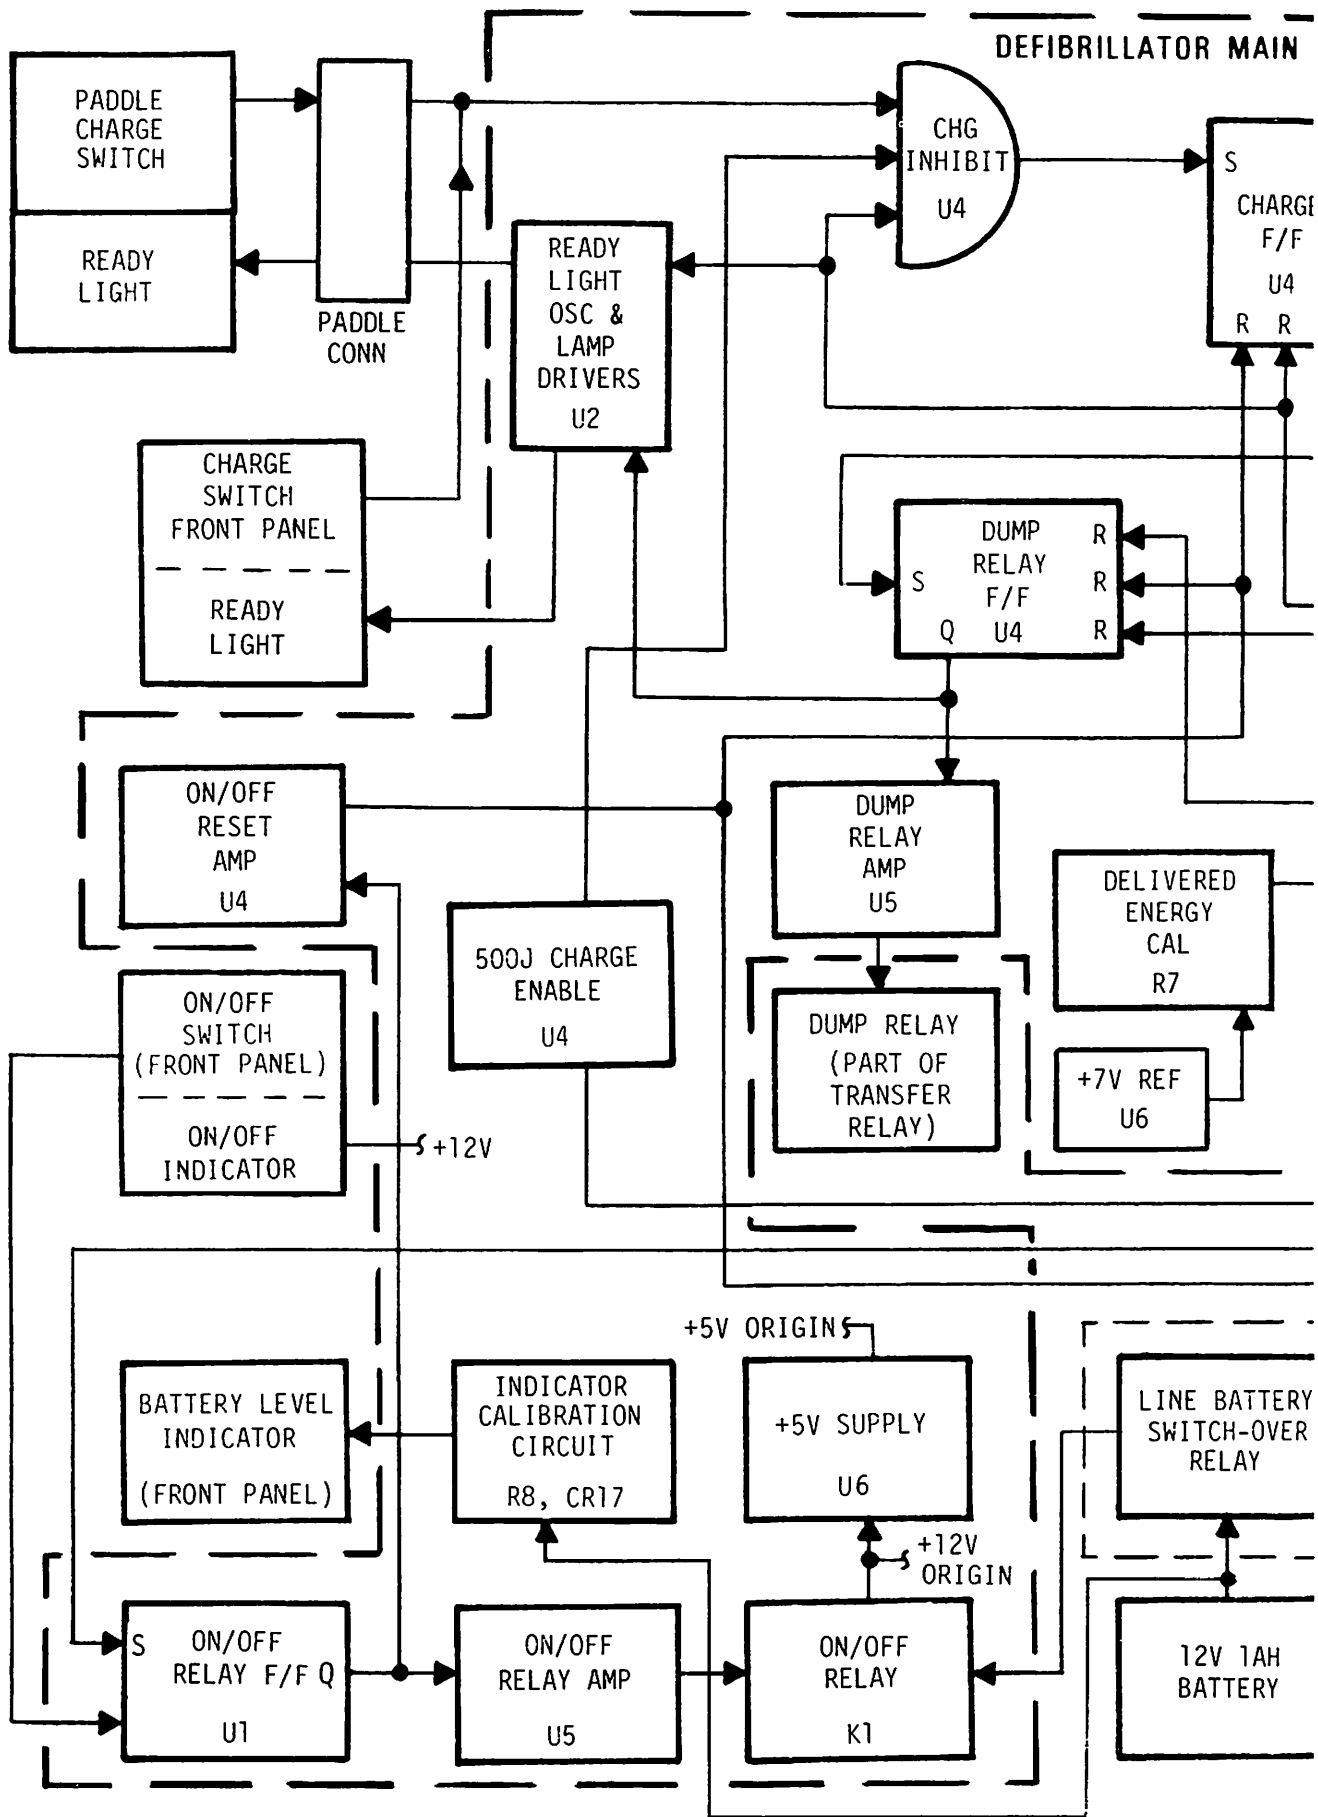 DEFIBRILLATOR MAIN
PADDLE
CHARGE
SWITCH
READY
LIGHT
PADDLE
CONN
READY
LIGHT
OSC &
LAMP
DRIVERS
U2
CHG
INHIBIT
U4
S
CHARGE
F/F
U4
R R
CHARGE
SWITCH
FRONT PANEL
READY
LIGHT
DUMP
RELAY
F/F
U4
S
Q
R
R
R
ON/OFF
RESET
AMP
U4
DUMP
RELAY
AMP
U5
DELIVERED
ENERGY
CAL
R7
500J CHARGE
ENABLE
U4
ON/OFF
SWITCH
(FRONT PANEL)
ON/OFF
INDICATOR
+12V
DUMP RELAY
(PART OF
TRANSFER
RELAY)
+7V REF
U6
+5V ORIGIN
BATTERY LEVEL
INDICATOR
(FRONT PANEL)
INDICATOR
CALIBRATION
CIRCUIT
R8, CR17
+5V SUPPLY
U6
LINE BATTERY
SWITCH-OVER
RELAY
+12V
ORIGIN
S
ON/OFF
RELAY F/F Q
U1
ON/OFF
RELAY AMP
U5
ON/OFF
RELAY
K1
12V 1AH
BATTERY